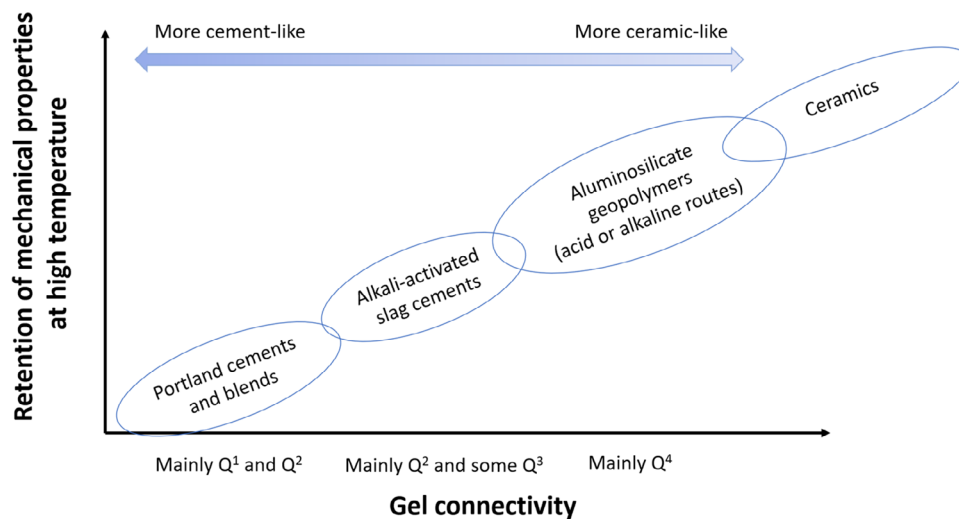 More cement-like
More ceramic-like
Retention of mechanical properties
at high temperature
Ceramics
Aluminosilicate
geopolymers
(acid or alkaline routes)
Alkali-activated
slag cements
Portland cements
and blends
Mainly Q¹ and Q²
Mainly Q² and some Q³
Mainly Q⁴
Gel connectivity